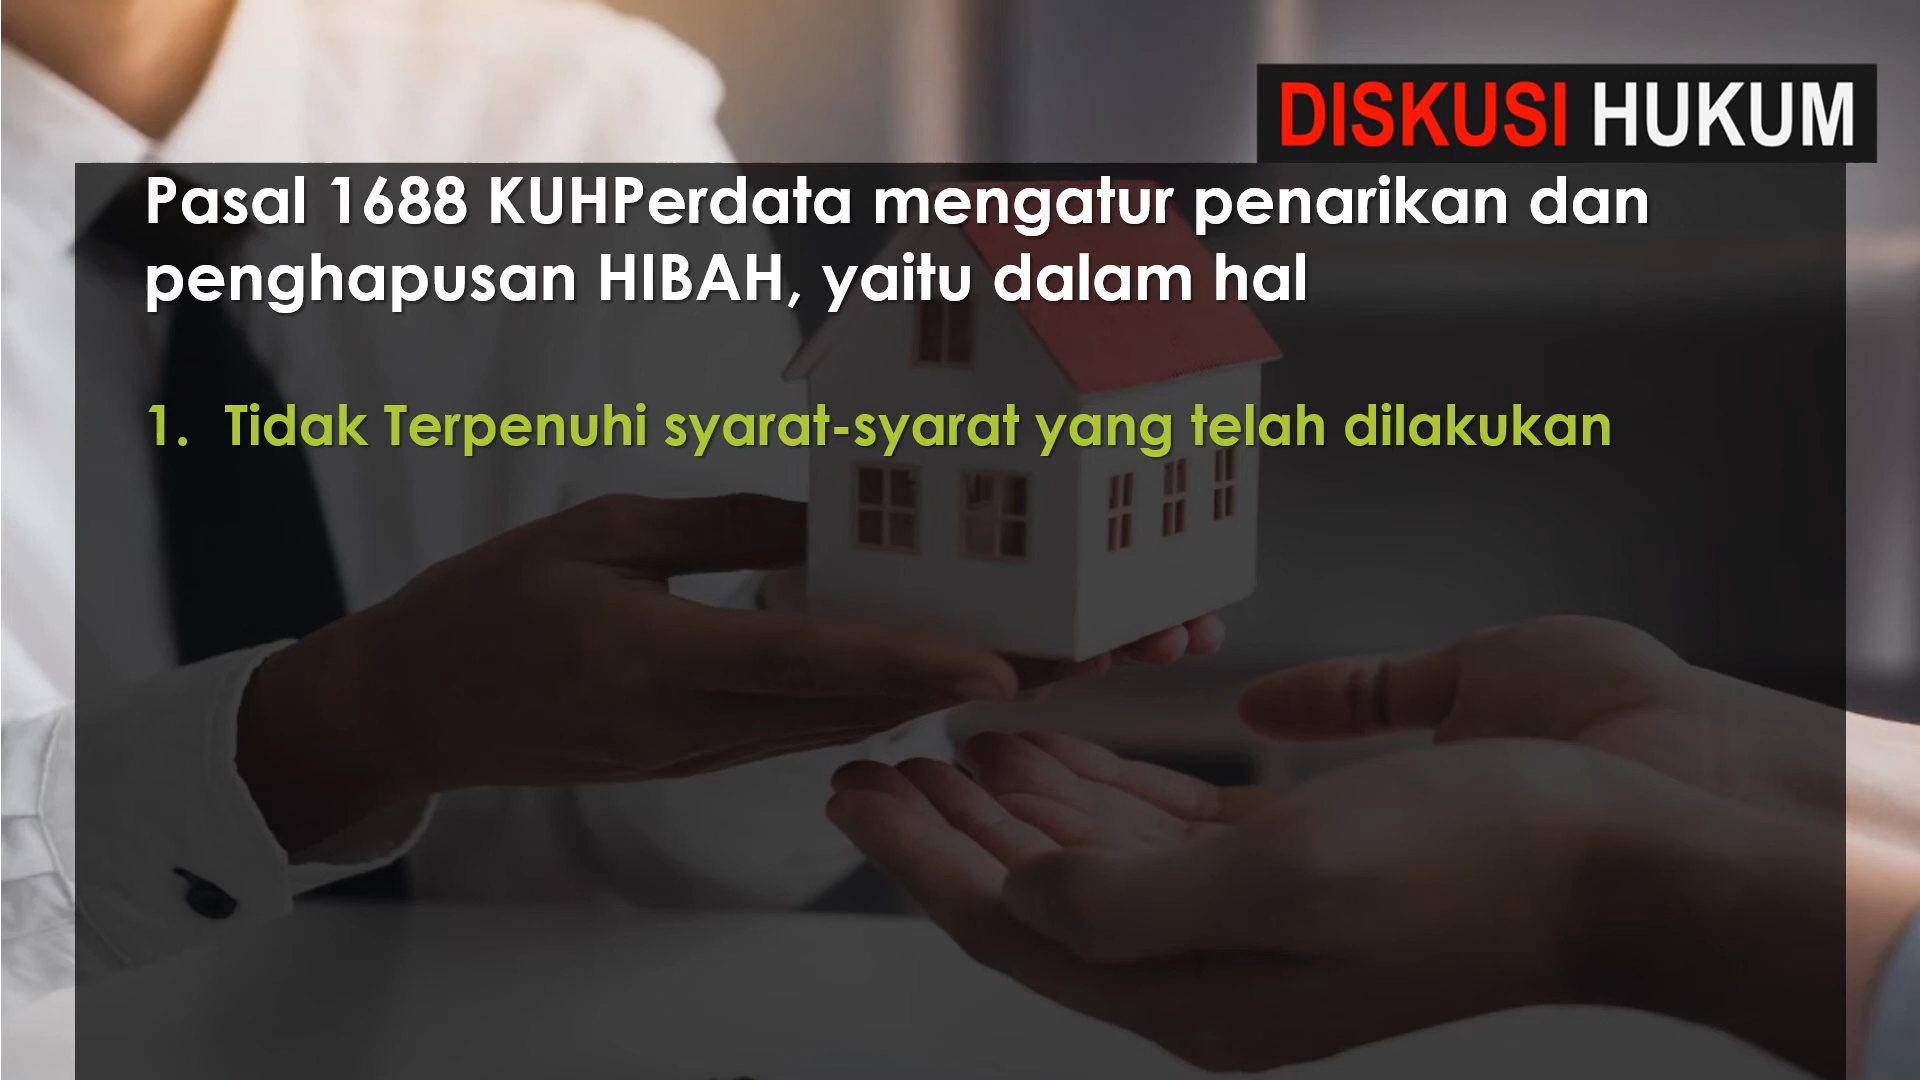 DISKUSI HUKUM
Pasal 1688 KUHPerdata mengatur penarikan dan
penghapusan HIBAH, yaitu dalam hal
1. Tidak Terpenuhi syarat-syarat yang telah dilakukan